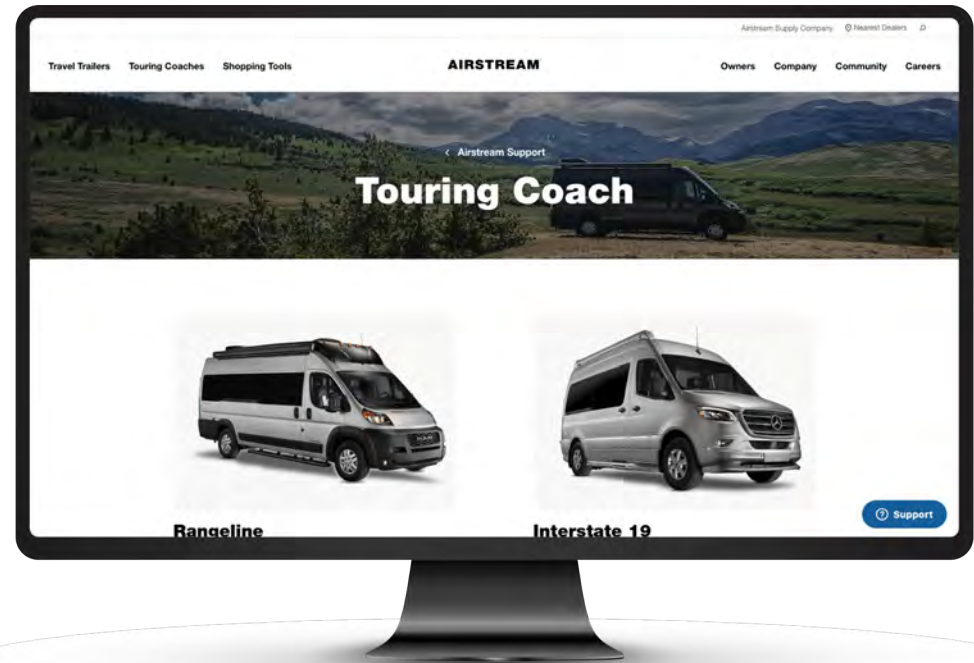 Airstream Supply Company Nearest Dealers
Travel Trailers Touring Coaches Shopping Tools AIRSTREAM Owners Company Community Careers
< Airstream Support
Touring Coach
RAM
Rangeline Interstate 19
Support